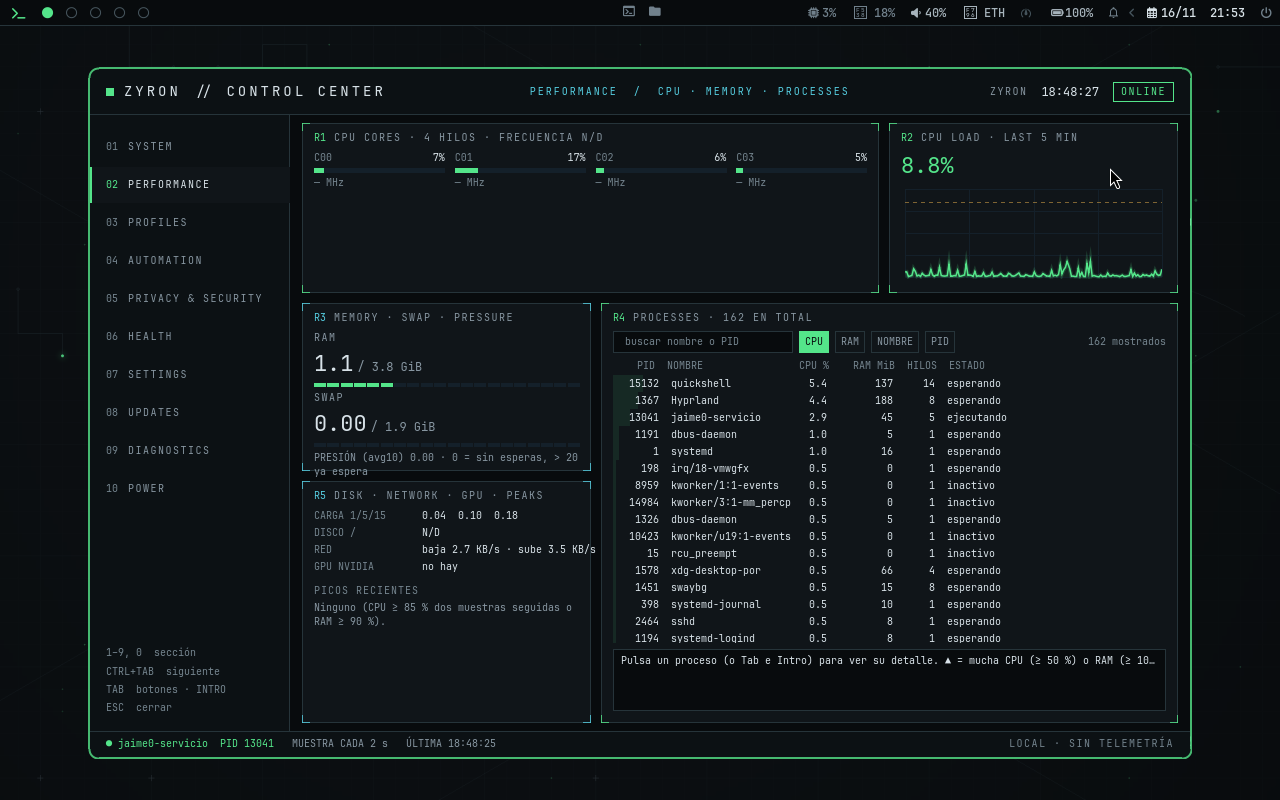 3% 18% 40% ETH 100% 16/11 21:53
ZYRON // CONTROL CENTER
PERFORMANCE / CPU · MEMORY · PROCESSES
ZYRON 18:48:27 ONLINE
01 SYSTEM
02 PERFORMANCE
03 PROFILES
04 AUTOMATION
05 PRIVACY & SECURITY
06 HEALTH
07 SETTINGS
08 UPDATES
09 DIAGNOSTICS
10 POWER
1–9, 0 sección
CTRL+TAB siguiente
TAB botones · INTRO
ESC cerrar
R1 CPU CORES · 4 HILOS · FRECUENCIA N/D
C00 7% C01 17% C02 6% C03 5%
— MHz — MHz — MHz — MHz
R2 CPU LOAD · LAST 5 MIN
8.8%
R3 MEMORY · SWAP · PRESSURE
RAM
1.1 / 3.8 GiB
SWAP
0.00 / 1.9 GiB
PRESIÓN (avg10) 0.00 · 0 = sin esperas, > 20
ya espera
R5 DISK · NETWORK · GPU · PEAKS
CARGA 1/5/15 0.04 0.10 0.18
DISCO / N/D
RED baja 2.7 KB/s · sube 3.5 KB/s
GPU NVIDIA no hay
PICOS RECIENTES
Ninguno (CPU ≥ 85 % dos muestras seguidas o
RAM ≥ 90 %).
R4 PROCESSES · 162 EN TOTAL
buscar nombre o PID CPU RAM NOMBRE PID 162 mostrados
PID NOMBRE CPU % RAM MiB HILOS ESTADO
15132 quickshell 5.4 137 14 esperando
1367 Hyprland 4.4 188 8 esperando
13041 jaime0-servicio 2.9 45 5 ejecutando
1191 dbus-daemon 1.0 5 1 esperando
1 systemd 1.0 16 1 esperando
198 irq/18-vmwgfx 0.5 0 1 esperando
8959 kworker/1:1-events 0.5 0 1 inactivo
14984 kworker/3:1-mm_percp 0.5 0 1 inactivo
1326 dbus-daemon 0.5 5 1 esperando
10423 kworker/u19:1-events 0.5 0 1 inactivo
15 rcu_preempt 0.5 0 1 inactivo
1578 xdg-desktop-por 0.5 66 4 esperando
1451 swaybg 0.5 15 8 esperando
398 systemd-journal 0.5 10 1 esperando
2464 sshd 0.5 8 1 esperando
1194 systemd-logind 0.5 8 1 esperando
Pulsa un proceso (o Tab e Intro) para ver su detalle. ▲ = mucha CPU (≥ 50 %) o RAM (≥ 10…
jaime0-servicio PID 13041 MUESTRA CADA 2 s ÚLTIMA 18:48:25
LOCAL · SIN TELEMETRÍA